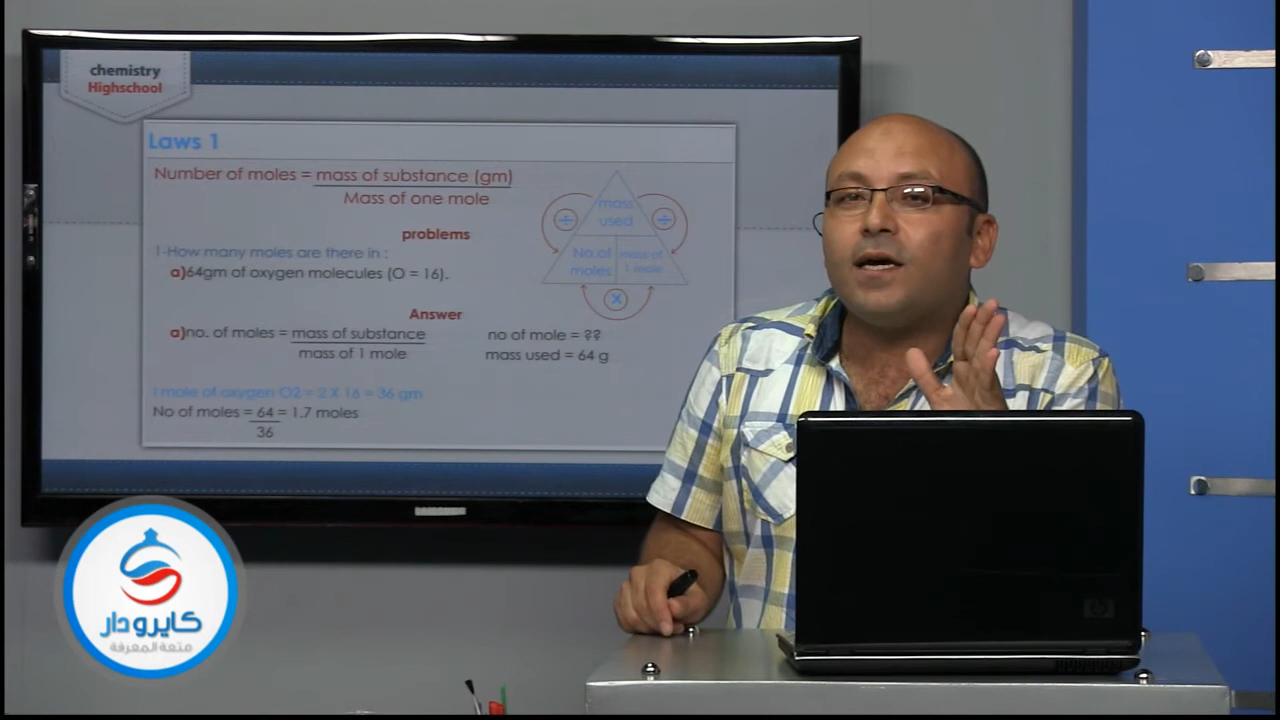 chemistry
Highschool
Laws 1
Number of moles = mass of substance (gm)
Mass of one mole
mass
used
÷
÷
No.of
moles
mass of
1 mole
X
problems
1-How many moles are there in :
a)64gm of oxygen molecules (O = 16).
Answer
a)no. of moles = mass of substance
mass of 1 mole
no of mole = ??
mass used = 64 g
1 mole of oxygen O2 = 2 X 16 = 36 gm
No of moles = 64 = 1.7 moles
36
SAMSUNG
hp
كايرودار
متعة المعرفة